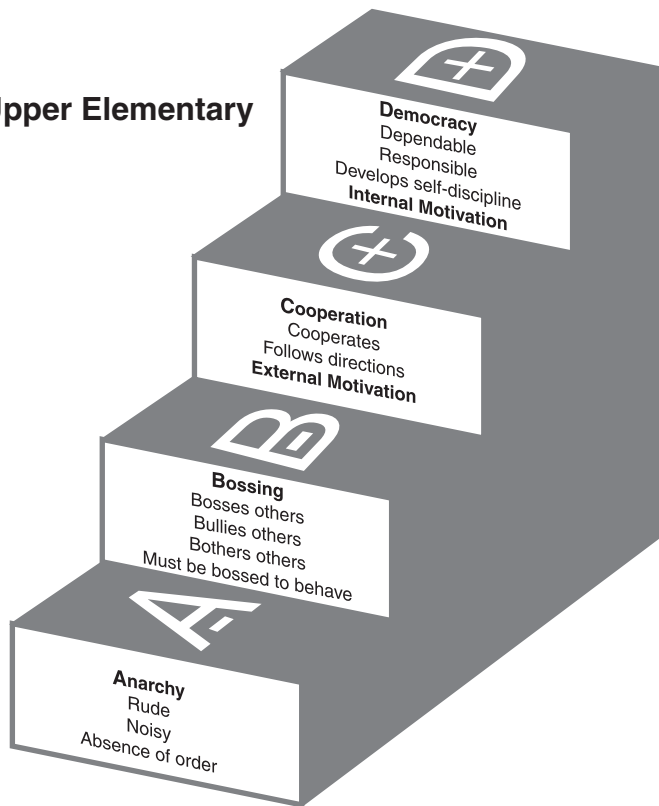 Upper Elementary
D +
Democracy
Dependable
Responsible
Develops self-discipline
Internal Motivation
C +
Cooperation
Cooperates
Follows directions
External Motivation
B -
Bossing
Bosses others
Bullies others
Bothers others
Must be bossed to behave
A -
Anarchy
Rude
Noisy
Absence of order